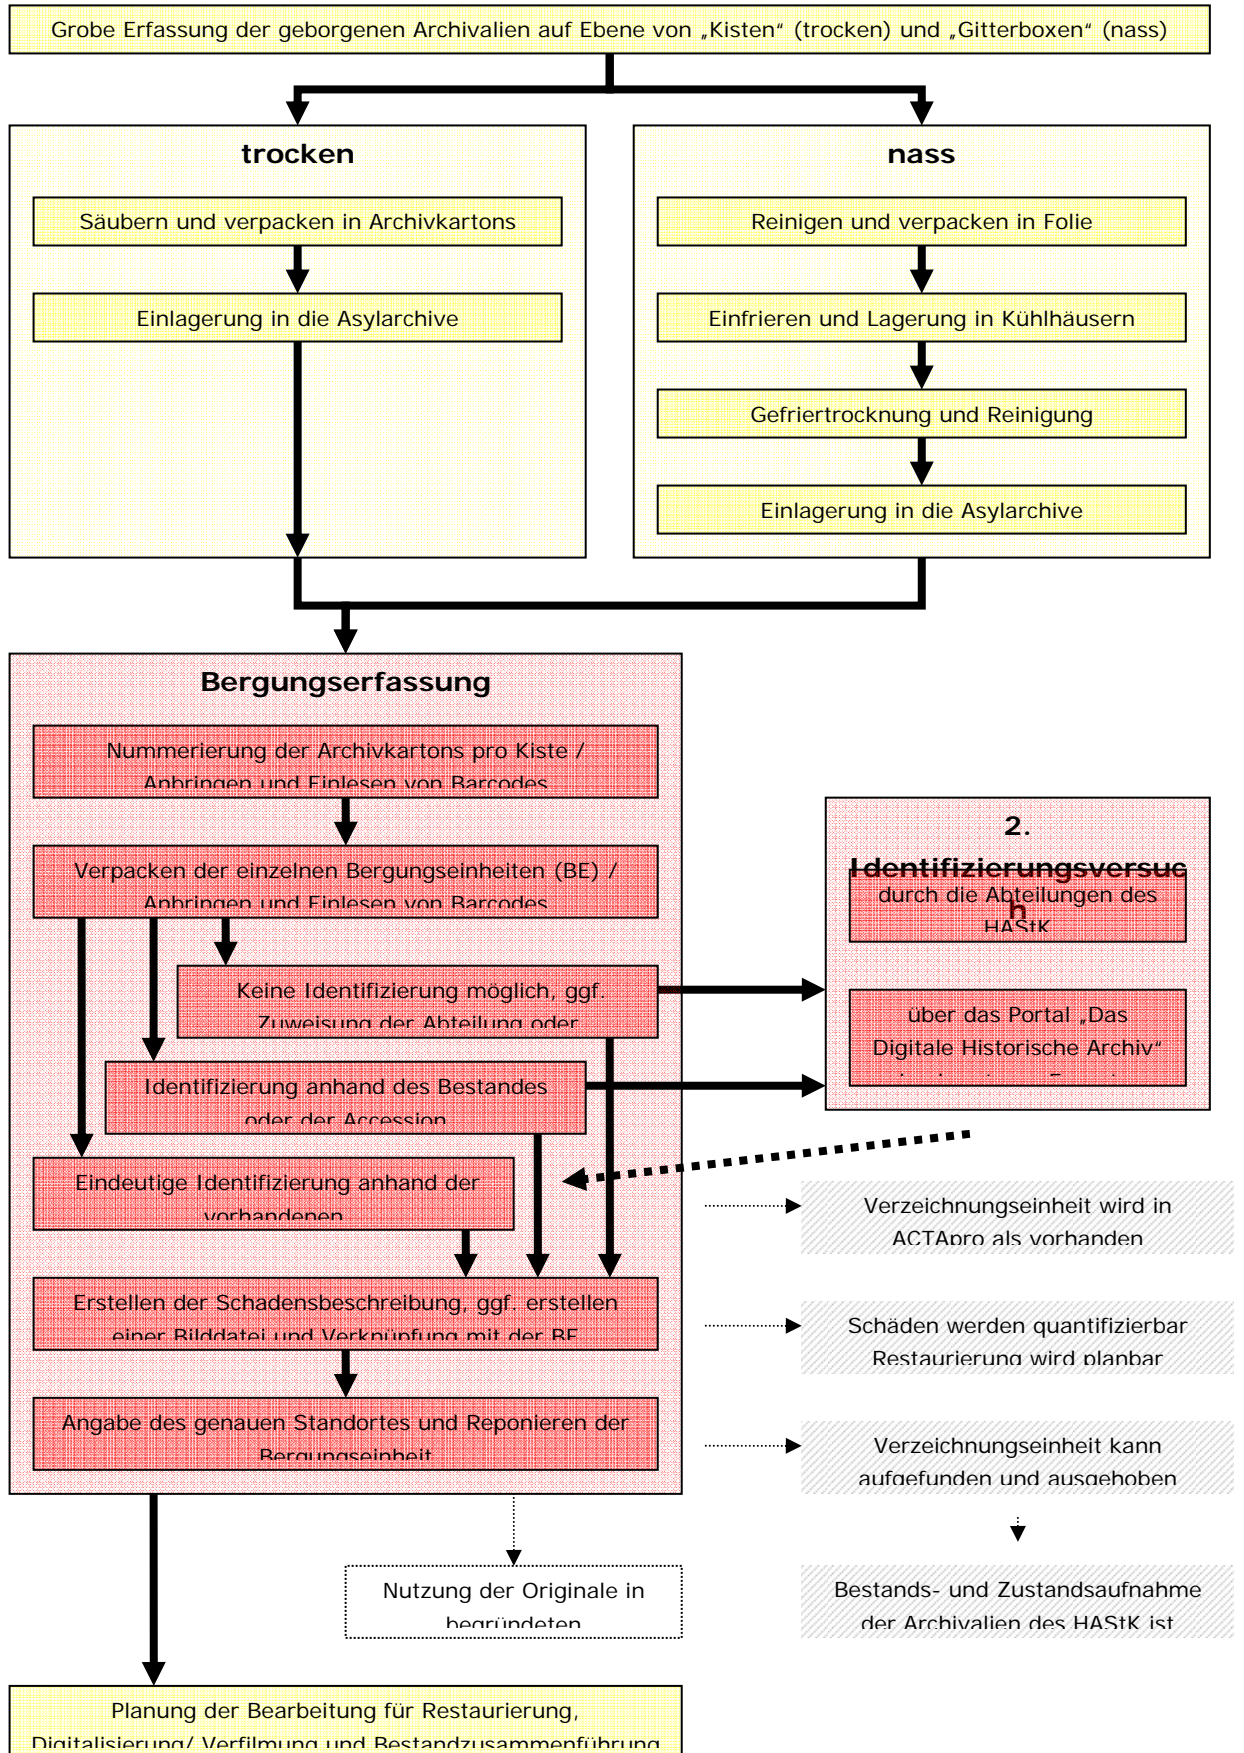 Grobe Erfassung der geborgenen Archivalien auf Ebene von „Kisten“ (trocken) und „Gitterboxen“ (nass)
trocken
Säubern und verpacken in Archivkartons
Einlagerung in die Asylarchive
nass
Reinigen und verpacken in Folie
Einfrieren und Lagerung in Kühlhäusern
Gefriertrocknung und Reinigung
Einlagerung in die Asylarchive
Bergungserfassung
Nummerierung der Archivkartons pro Kiste /
Anbringen und Einlesen von Barcodes
Verpacken der einzelnen Bergungseinheiten (BE) /
Anbringen und Einlesen von Barcodes
Keine Identifizierung möglich, ggf.
Zuweisung der Abteilung oder
Identifizierung anhand des Bestandes
oder der Accession
Eindeutige Identifizierung anhand der
vorhandenen
Erstellen der Schadensbeschreibung, ggf. erstellen
einer Bilddatei und Verknüpfung mit der BE
Angabe des genauen Standortes und Reponieren der
Bergungseinheit
2.
Identifizierungsversuc
h
durch die Abteilungen des
HAStK
über das Portal „Das
Digitale Historische Archiv“
Verzeichnungseinheit wird in
ACTApro als vorhanden
Schäden werden quantifizierbar
Restaurierung wird planbar
Verzeichnungseinheit kann
aufgefunden und ausgehoben
Nutzung der Originale in
begründeten
Bestands- und Zustandsaufnahme
der Archivalien des HAStK ist
Planung der Bearbeitung für Restaurierung,
Digitalisierung/ Verfilmung und Bestandzusammenführung